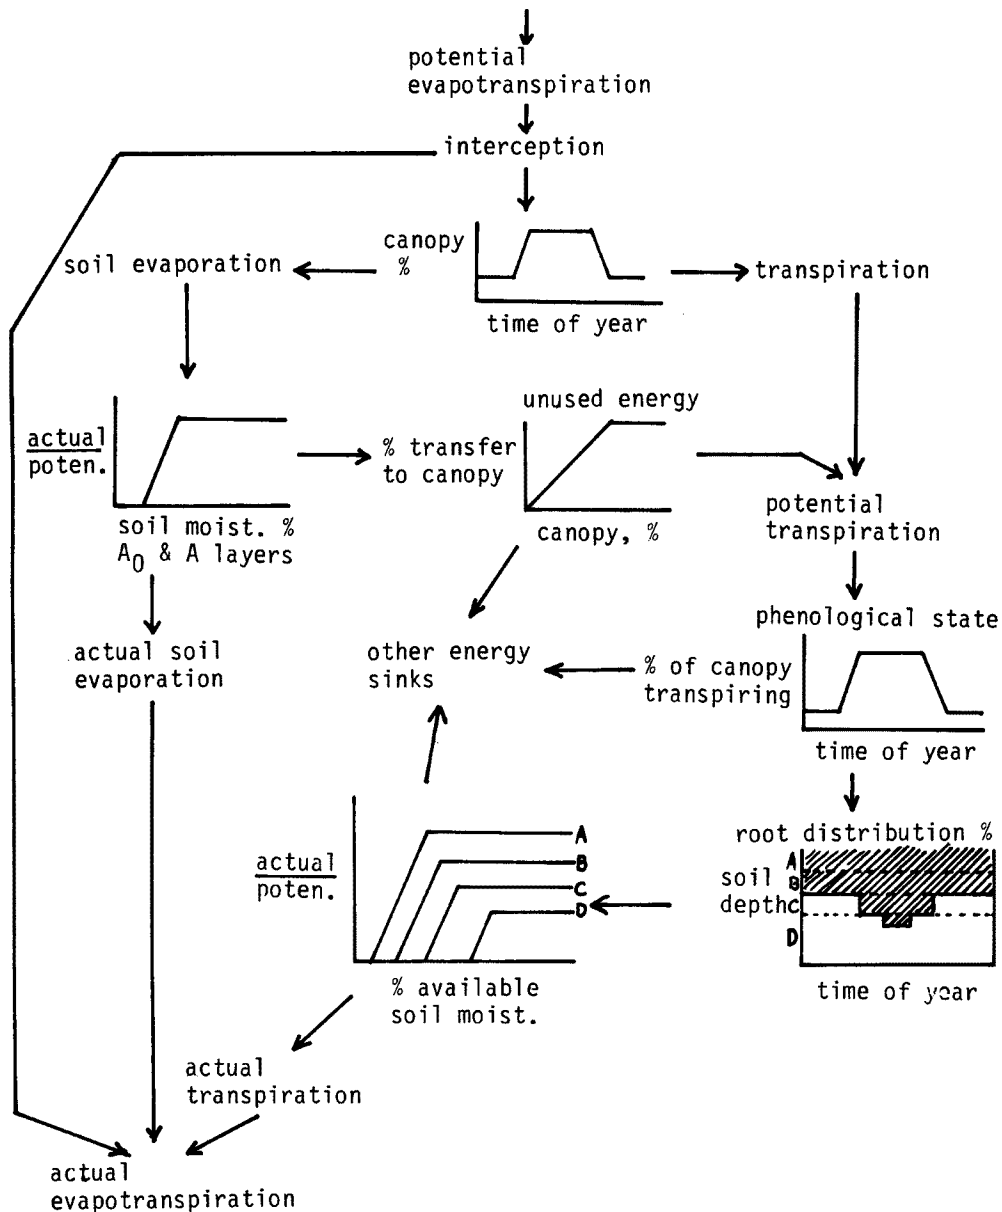 potential
evapotranspiration
interception
canopy
%
time of year
soil evaporation
transpiration
actual
poten.
soil moist. %
A0 & A layers
% transfer
to canopy
unused energy
canopy, %
potential
transpiration
actual soil
evaporation
other energy
sinks
phenological state
% of canopy
transpiring
time of year
root distribution %
soil
depth
A
B
C
D
time of year
actual
poten.
A
B
C
D
% available
soil moist.
actual
transpiration
actual
evapotranspiration